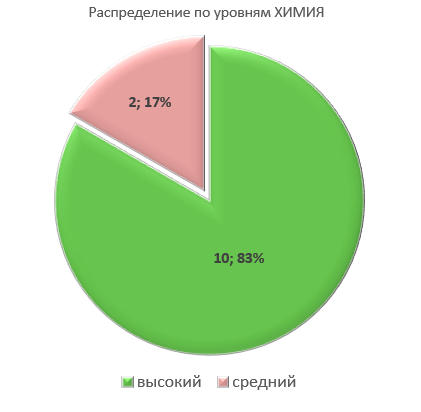 Распределение по уровням ХИМИЯ
2; 17%
10; 83%
высокий средний